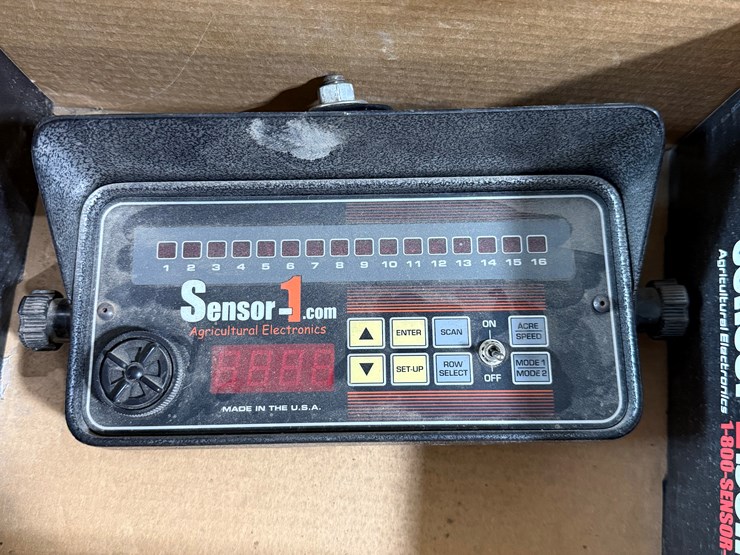 1 2 3 4 5 6 7 8 9 10 11 12 13 14 15 16
Sensor-1.com
Agricultural Electronics
MADE IN THE U.S.A.
▲ ENTER SCAN ON ACRE SPEED
▼ SET-UP ROW SELECT OFF MODE 1 MODE 2
Agricultural Electronics
1-800-SENSOR-